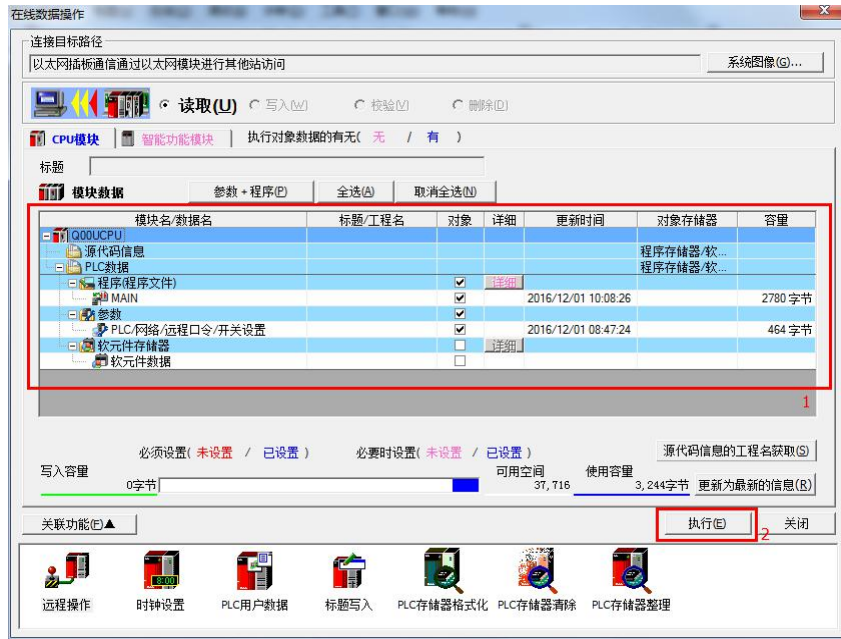 在线数据操作
连接目标路径
以太网插板通信通过以太网模块进行其他站访问
系统图像(G)...
读取(U) 写入(W) 校验(V) 删除(D)
CPU模块 智能功能模块 执行对象数据的有无( 无 / 有 )
标题
模块数据 参数+程序(P) 全选(A) 取消全选(N)
模块名/数据名 标题/工程名 对象 详细 更新时间 对象存储器 容量
Q00UCPU
源代码信息 程序存储器/软...
PLC数据 程序存储器/软...
程序(程序文件) 详细
MAIN 2016/12/01 10:08:26 2780 字节
参数
PLC/网络/远程口令/开关设置 2016/12/01 08:47:24 464 字节
软元件存储器 详细
软元件数据
1
必须设置( 未设置 / 已设置 ) 必要时设置( 未设置 / 已设置 ) 源代码信息的工程名获取(S)
写入容量 可用空间 使用容量
0字节 37,716 3,244字节 更新为最新的信息(R)
关联功能(F)▲ 执行(E) 2 关闭
远程操作 时钟设置 PLC用户数据 标题写入 PLC存储器格式化 PLC存储器清除 PLC存储器整理
8:00